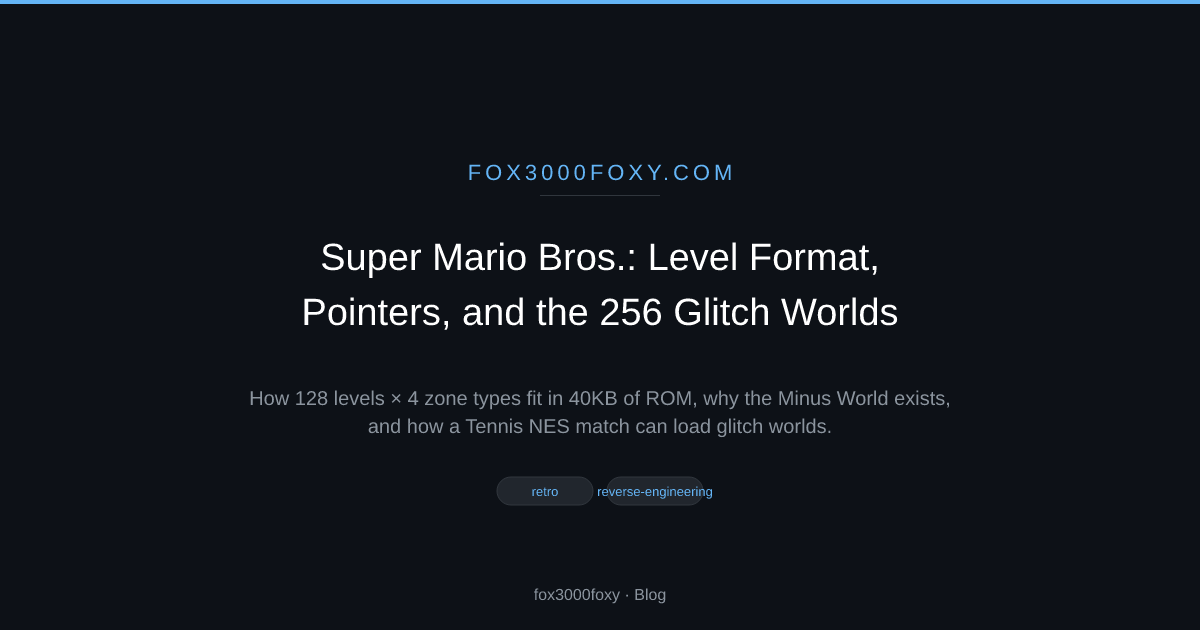 FOX3000FOXY.COM
Super Mario Bros.: Level Format,
Pointers, and the 256 Glitch Worlds
How 128 levels × 4 zone types fit in 40KB of ROM, why the Minus World exists,
and how a Tennis NES match can load glitch worlds.
retro reverse-engineering
fox3000foxy · Blog